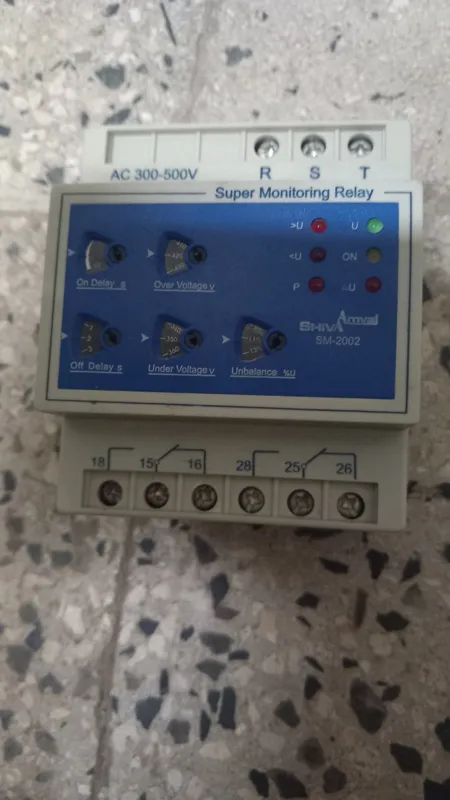 AC 300-500V R S T
Super Monitoring Relay
>U U
<U ON
P △U
On Delay s Over Voltage v
SHIVA Amvaj
SM-2002
Off Delay s Under Voltage v Unbalance %U
18 15 16 28 25 26